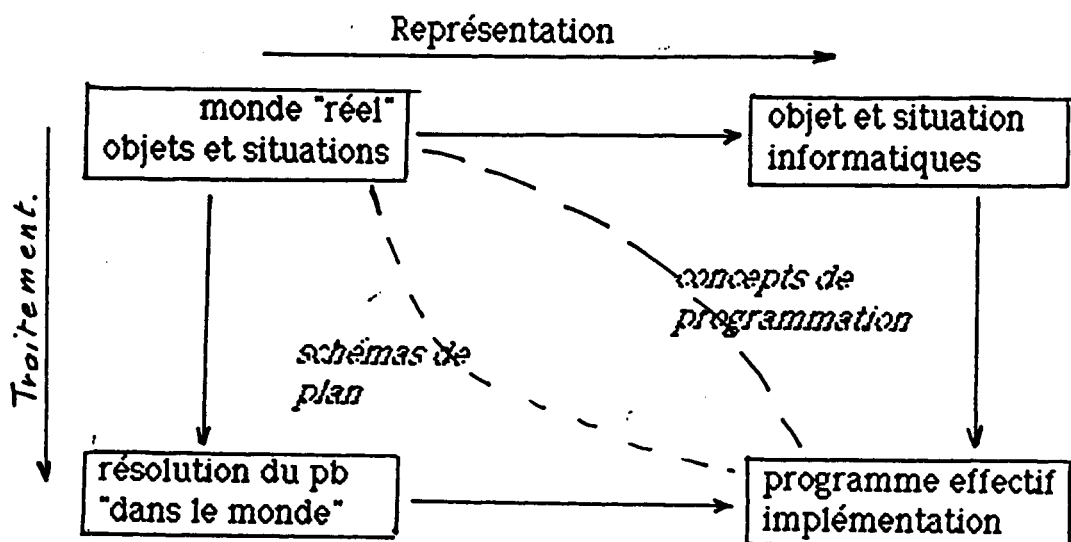 Représentation
monde "réel"
objets et situations
objet et situation
informatiques
Traitement.
concepts de
programmation
schémas de
plan
résolution du pb
"dans le monde"
programme effectif
implémentation